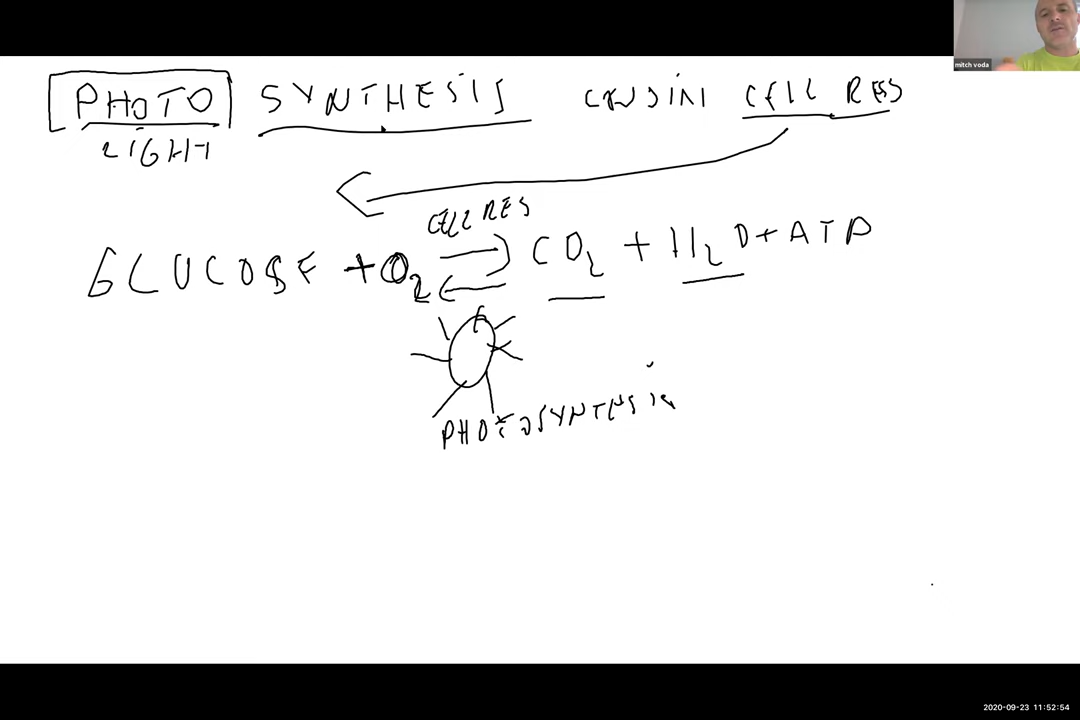 mitch voda
PHOTO SYNTHESIS CELL RES
LIGHT
CELL RES
GLUCOSE + O2 ⇌ CO2 + H2O + ATP
PHOTOSYNTESIS
2020-09-23 11:52:54